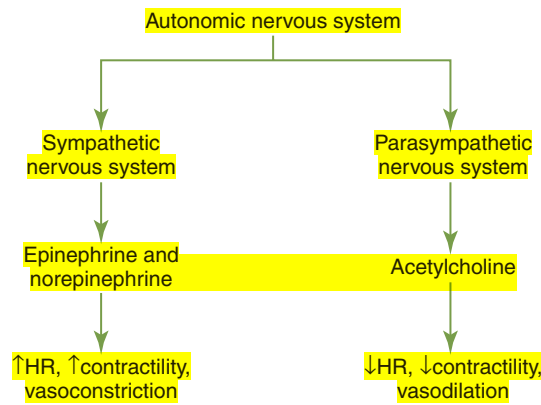 Autonomic nervous system
Sympathetic
nervous system
Parasympathetic
nervous system
Epinephrine and
norepinephrine
Acetylcholine
↑HR, ↑contractility,
vasoconstriction
↓HR, ↓contractility,
vasodilation